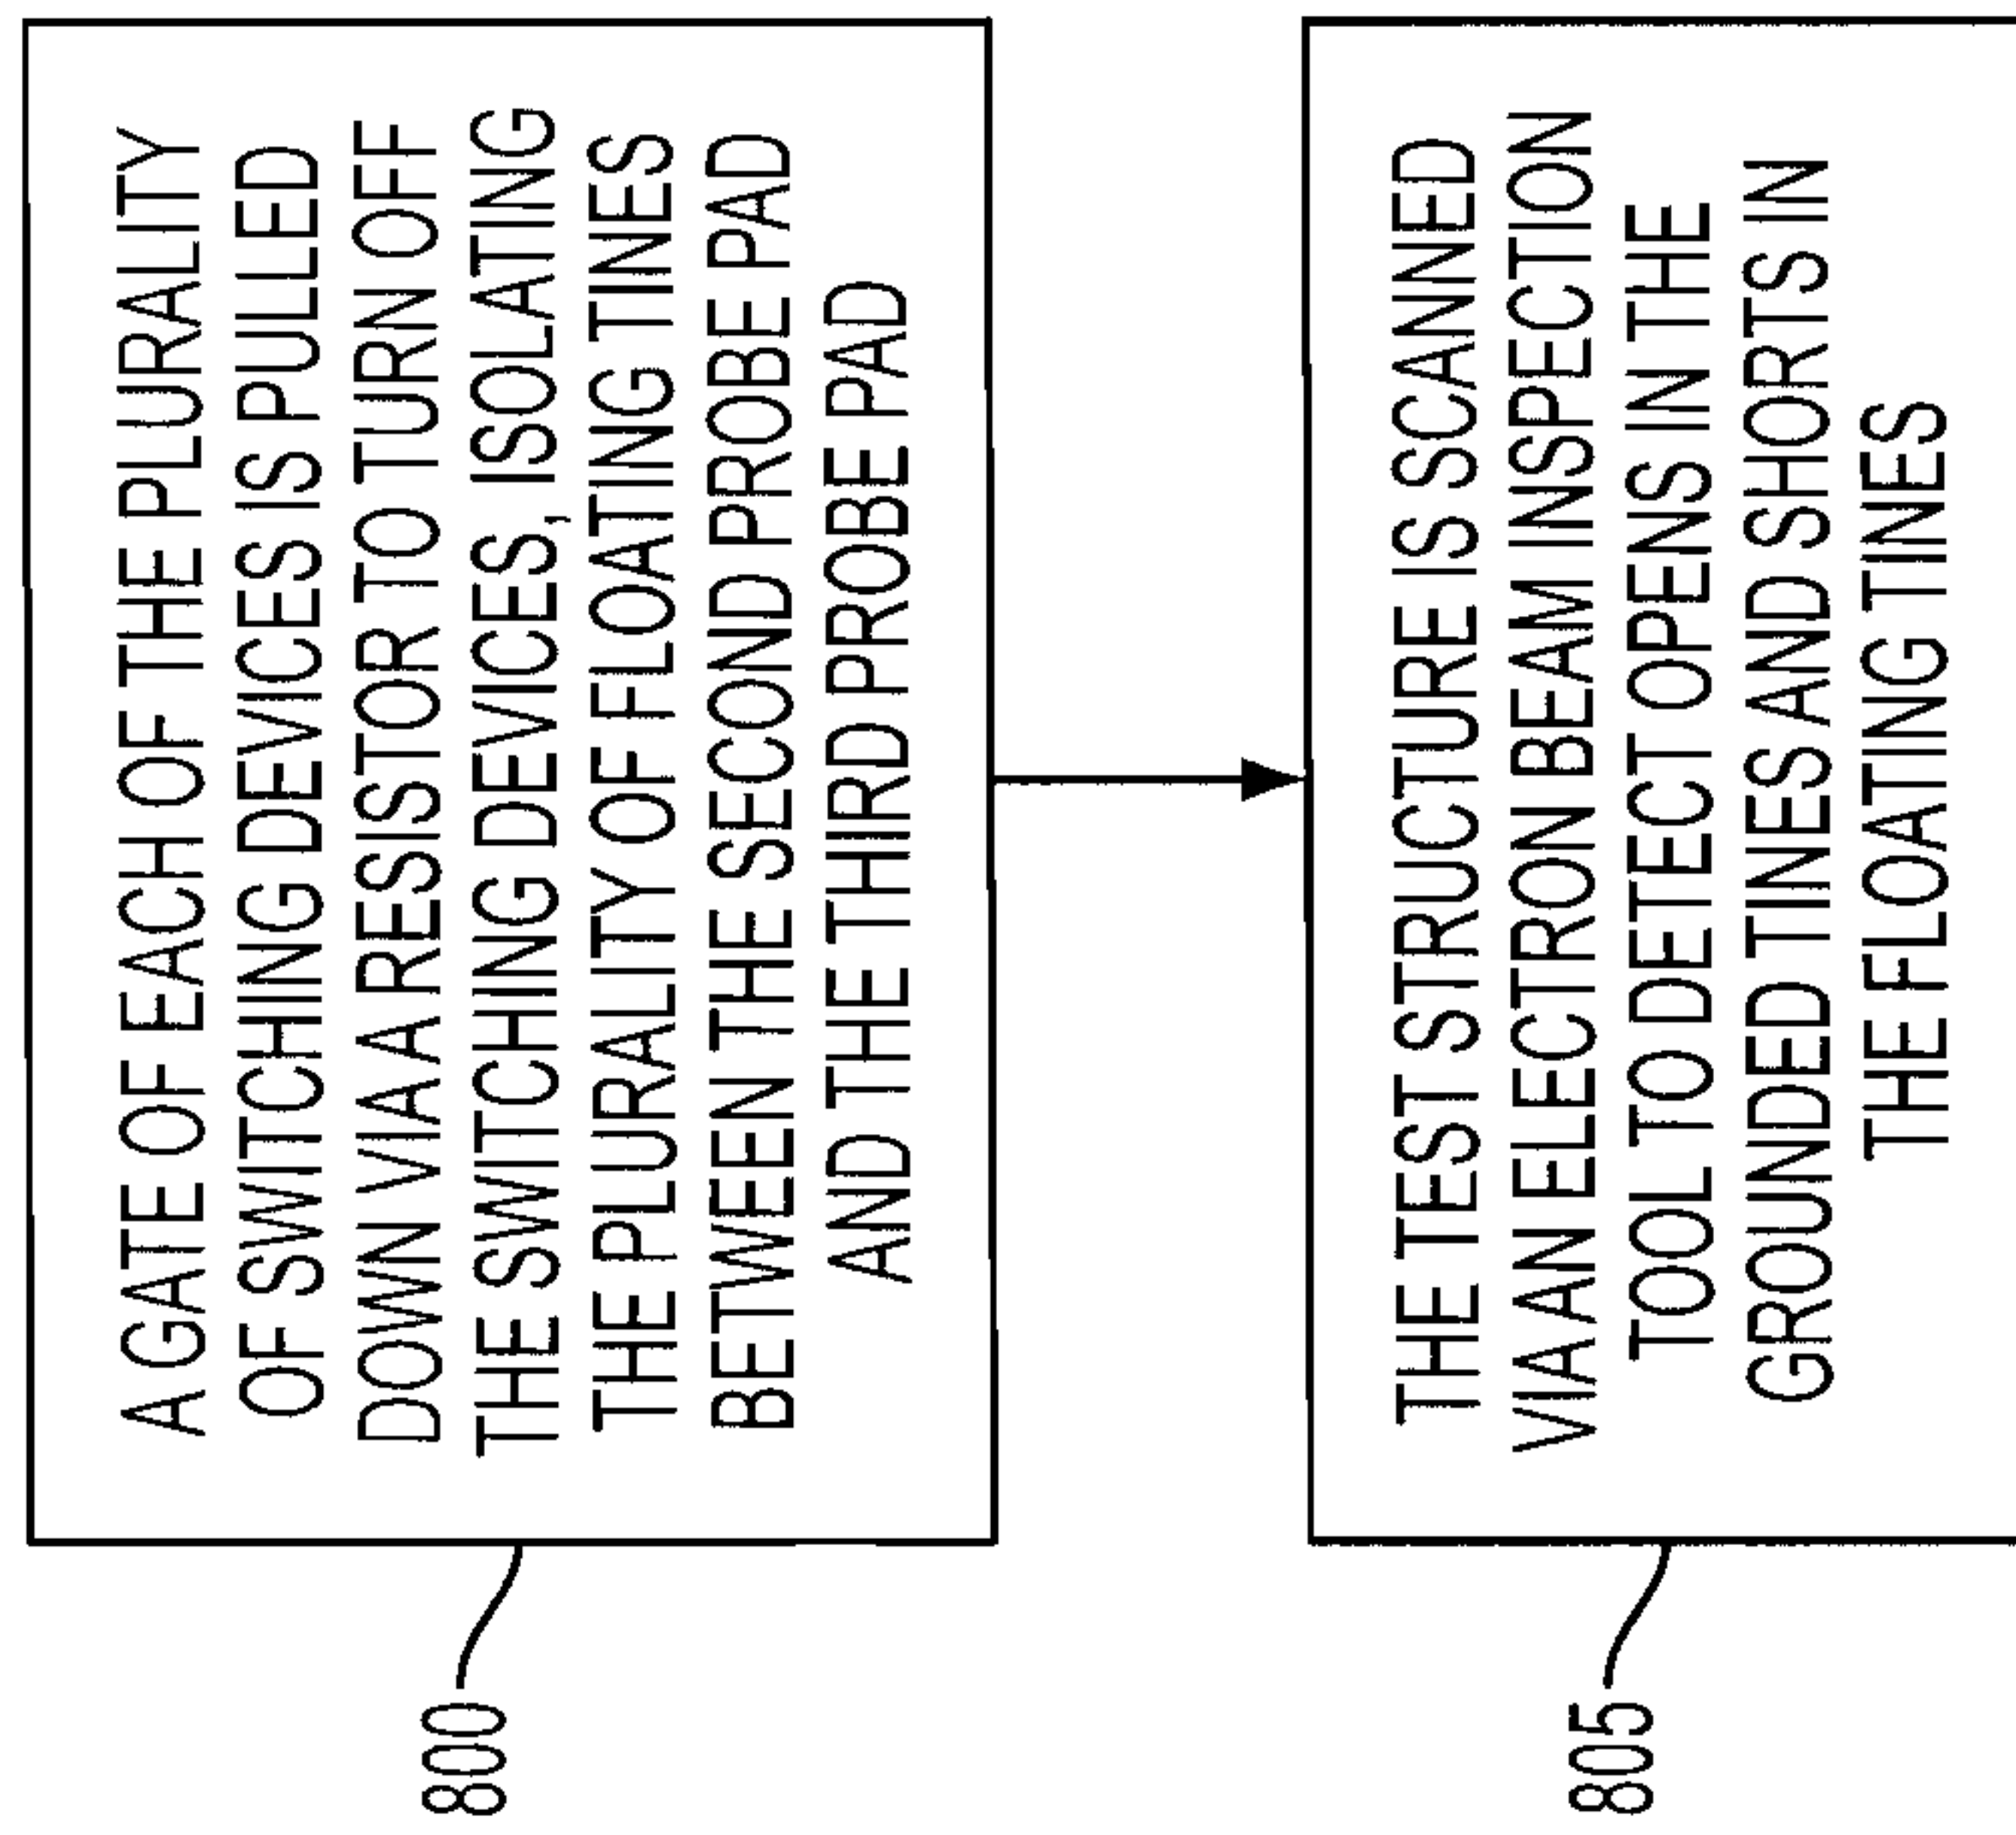 A GATE OF EACH OF THE PLURALITY
OF SWITCHING DEVICES IS PULLED
DOWN VIA A RESISTOR TO TURN OFF
THE SWITCHING DEVICES, ISOLATING
THE PLURALITY OF FLOATING TINES
BETWEEN THE SECOND PROBE PAD
AND THE THIRD PROBE PAD
800
THE TEST STRUCTURE IS SCANNED
VIA AN ELECTRON BEAM INSPECTION
TOOL TO DETECT OPENS IN THE
GROUNDED TINES AND SHORTS IN
THE FLOATING TINES
805